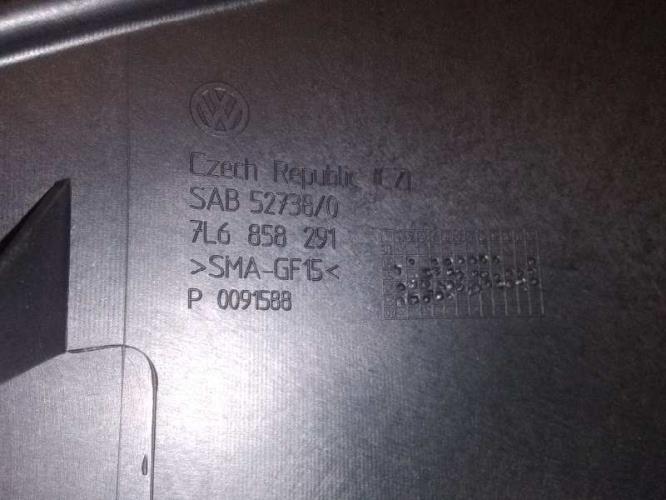 Czech Republic (CZ)
SAB 52738/0
7L6 858 291
>SMA-GF15<
P 0091588